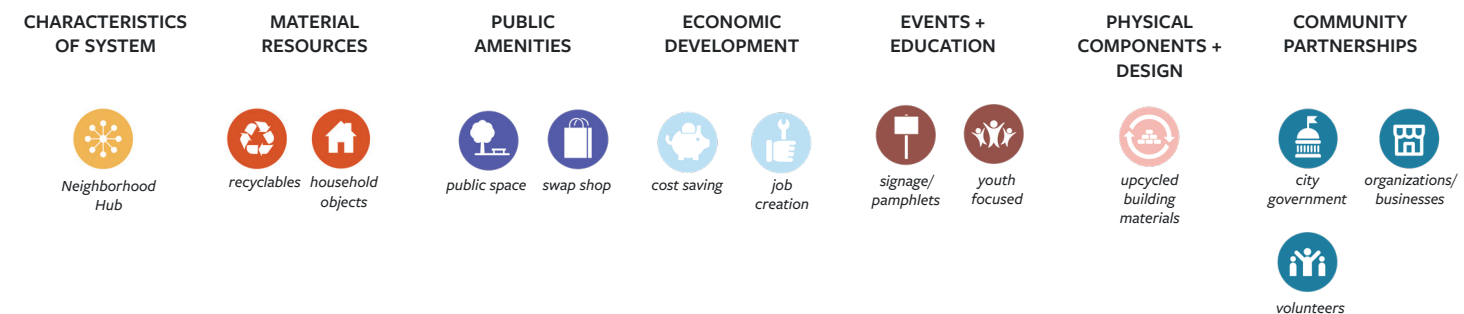 CHARACTERISTICS
OF SYSTEM
MATERIAL
RESOURCES
PUBLIC
AMENITIES
ECONOMIC
DEVELOPMENT
EVENTS +
EDUCATION
PHYSICAL
COMPONENTS +
DESIGN
COMMUNITY
PARTNERSHIPS
Neighborhood
Hub
recyclables
household
objects
public space
swap shop
cost saving
job
creation
signage/
pamphlets
youth
focused
upcycled
building
materials
city
government
organizations/
businesses
volunteers